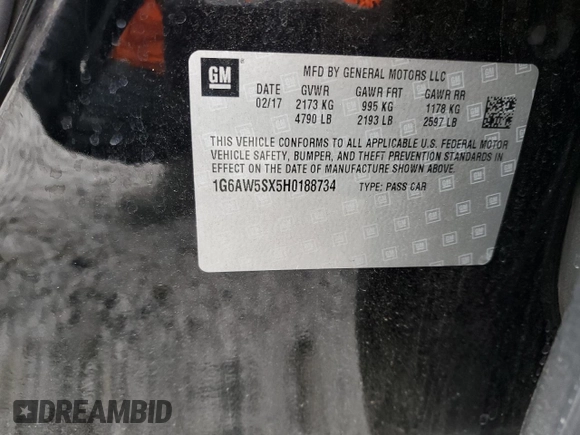 GM
MFD BY GENERAL MOTORS LLC
DATE GVWR GAWR FRT GAWR RR
02/17 2173 KG 995 KG 1178 KG
4790 LB 2193 LB 2597 LB
THIS VEHICLE CONFORMS TO ALL APPLICABLE U.S. FEDERAL MOTOR
VEHICLE SAFETY, BUMPER, AND THEFT PREVENTION STANDARDS IN
EFFECT ON THE DATE OF MANUFACTURE SHOWN ABOVE.
1G6AW5SX5H0188734 TYPE: PASS CAR
DREAMBID